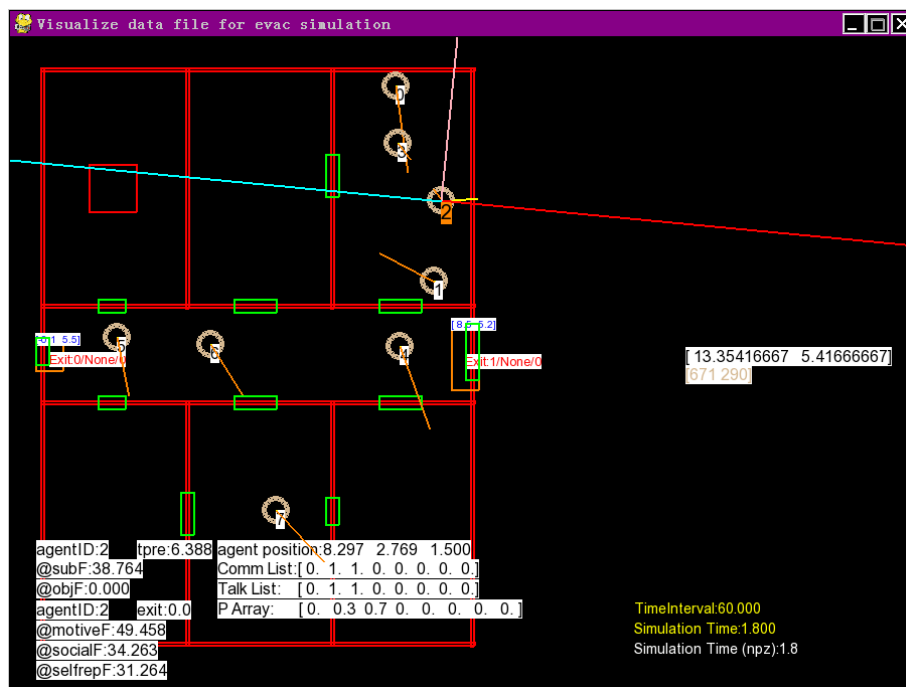 Visualize data file for evac simulation
0
3
2
1
[ 8.5 5.2]
5
6
4
Exit:0/None/0
Exit:1/None/0
[ 13.35416667 5.41666667]
[671 290]
7
agentID:2 tpre:6.388 agent position:8.297 2.769 1.500
@subF:38.764 Comm List:[ 0. 1. 1. 0. 0. 0. 0. 0.]
@objF:0.000 Talk List: [ 0. 1. 1. 0. 0. 0. 0. 0.]
agentID:2 exit:0.0 P Array: [ 0. 0.3 0.7 0. 0. 0. 0. 0. ]
TimeInterval:60.000
@motiveF:49.458
Simulation Time:1.800
@socialF:34.263
Simulation Time (npz):1.8
@selfrepF:31.264